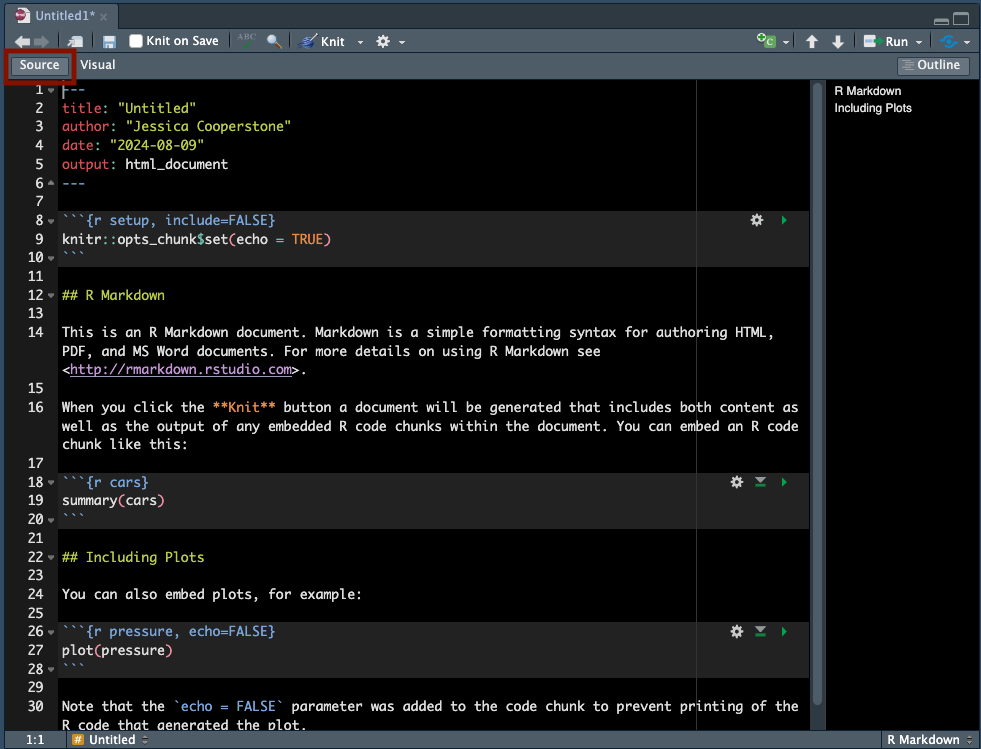 Untitled1* ×
Knit on Save ABC Knit Run
Source Visual Outline
1 ---
2 title: "Untitled"
3 author: "Jessica Cooperstone"
4 date: "2024-08-09"
5 output: html_document
6 ---
7
8 ```{r setup, include=FALSE}
9 knitr::opts_chunk$set(echo = TRUE)
10 ```
11
12 ## R Markdown
13
14 This is an R Markdown document. Markdown is a simple formatting syntax for authoring HTML,
PDF, and MS Word documents. For more details on using R Markdown see
<http://rmarkdown.rstudio.com>.
15
16 When you click the **Knit** button a document will be generated that includes both content as
well as the output of any embedded R code chunks within the document. You can embed an R code
chunk like this:
17
18 ```{r cars}
19 summary(cars)
20 ```
21
22 ## Including Plots
23
24 You can also embed plots, for example:
25
26 ```{r pressure, echo=FALSE}
27 plot(pressure)
28 ```
29
30 Note that the `echo = FALSE` parameter was added to the code chunk to prevent printing of the
R code that generated the plot.
R Markdown
Including Plots
1:1 # Untitled R Markdown